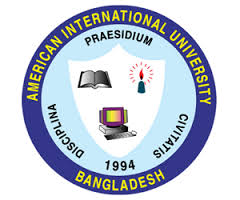 AMERICAN INTERNATIONAL UNIVERSITY
PRAESIDIUM
DISCIPLINA
CIVITATIS
1994
BANGLADESH